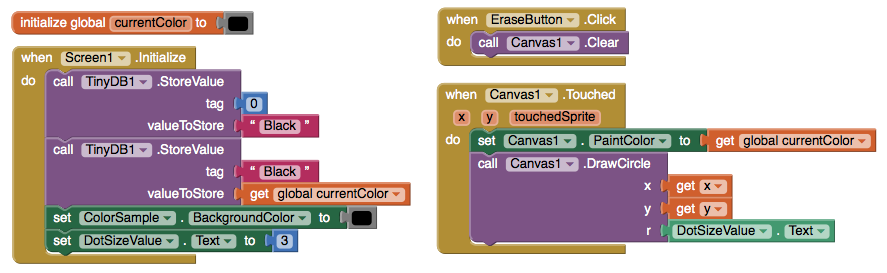 initialize global currentColor to
when Screen1 .Initialize
do call TinyDB1 .StoreValue
tag 0
valueToStore “ Black ”
call TinyDB1 .StoreValue
tag “ Black ”
valueToStore get global currentColor
set ColorSample . BackgroundColor to
set DotSizeValue . Text to 3
when EraseButton .Click
do call Canvas1 .Clear
when Canvas1 .Touched
x y touchedSprite
do set Canvas1 . PaintColor to get global currentColor
call Canvas1 .DrawCircle
x get x
y get y
r DotSizeValue . Text